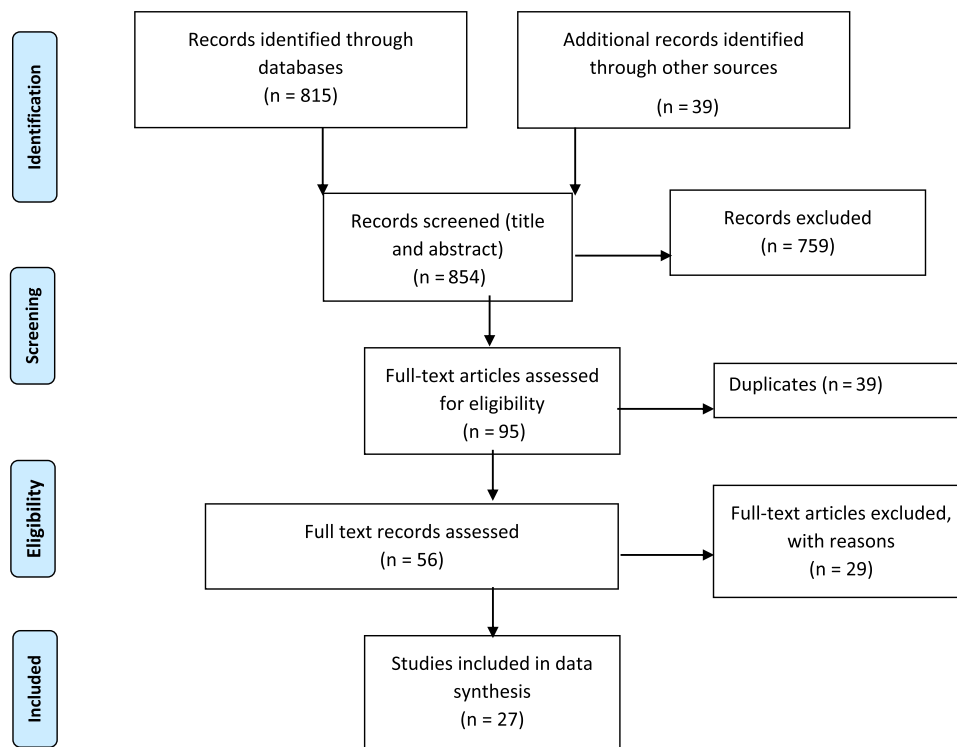 Identification
Records identified through
databases
(n = 815)
Additional records identified
through other sources
(n = 39)
Records screened (title
and abstract)
(n = 854)
Records excluded
(n = 759)
Screening
Full-text articles assessed
for eligibility
(n = 95)
Duplicates (n = 39)
Eligibility
Full text records assessed
(n = 56)
Full-text articles excluded,
with reasons
(n = 29)
Included
Studies included in data
synthesis
(n = 27)